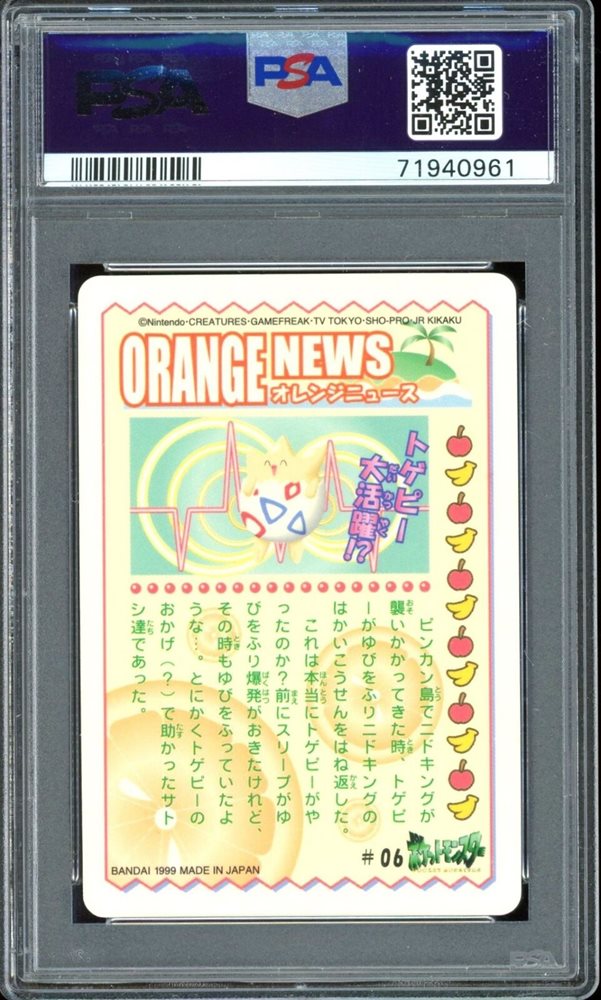 PSA
PSA
71940961
©Nintendo·CREATURES·GAMEFREAK·TV TOKYO·SHO-PRO·JR KIKAKU
ORANGE NEWS
オレンジニュース
トゲピー
大活躍!?
ピンカン島でニドキングが
襲いかかってきた時、トゲピ
ーがゆびをふりニドキングの
はかいこうせんをはね返した。
これは本当にトゲピーがや
ったのか?前にスリープがゆ
びをふり爆発がおきたけれど、
その時もゆびをふっていたよ
うな…。とにかくトゲピーの
おかげ(?)で助かったサト
シ達であった。
#06
ポケットモンスター
POCKET MONSTERS
BANDAI 1999 MADE IN JAPAN
PSA